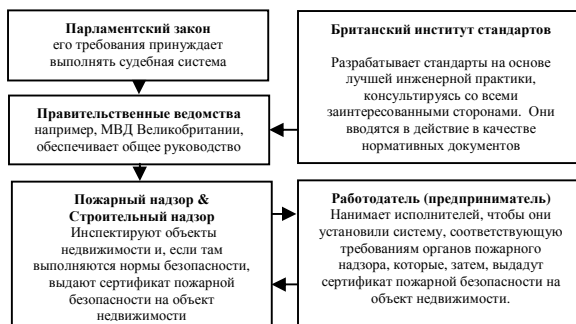 Парламентский закон
его требования принуждает
выполнять судебная система
Британский институт стандартов
Разрабатывает стандарты на основе
лучшей инженерной практики,
консультируясь со всеми
заинтересованными сторонами. Они
вводятся в действие в качестве
нормативных документов
Правительственные ведомства
например, МВД Великобритании,
обеспечивает общее руководство
Пожарный надзор &
Строительный надзор
Инспектируют объекты
недвижимости и, если там
выполняются нормы безопасности,
выдают сертификат пожарной
безопасности на объект
недвижимости
Работодатель (предприниматель)
Нанимает исполнителей, чтобы они
установили систему, соответствующую
требованиям органов пожарного
надзора, которые, затем, выдадут
сертификат пожарной безопасности на
объект недвижимости.